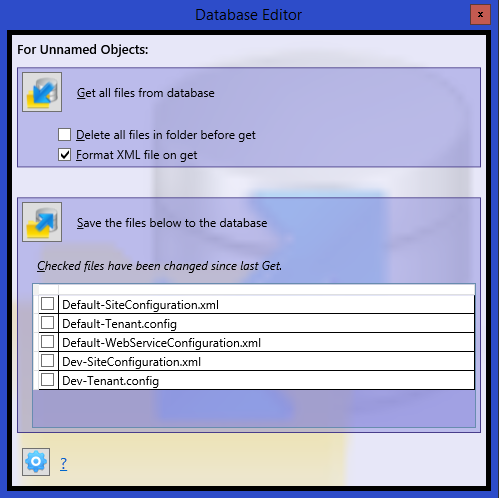 Database Editor
x
For Unnamed Objects:
Get all files from database
Delete all files in folder before get
Format XML file on get
Save the files below to the database
Checked files have been changed since last Get.
Default-SiteConfiguration.xml
Default-Tenant.config
Default-WebServiceConfiguration.xml
Dev-SiteConfiguration.xml
Dev-Tenant.config
?